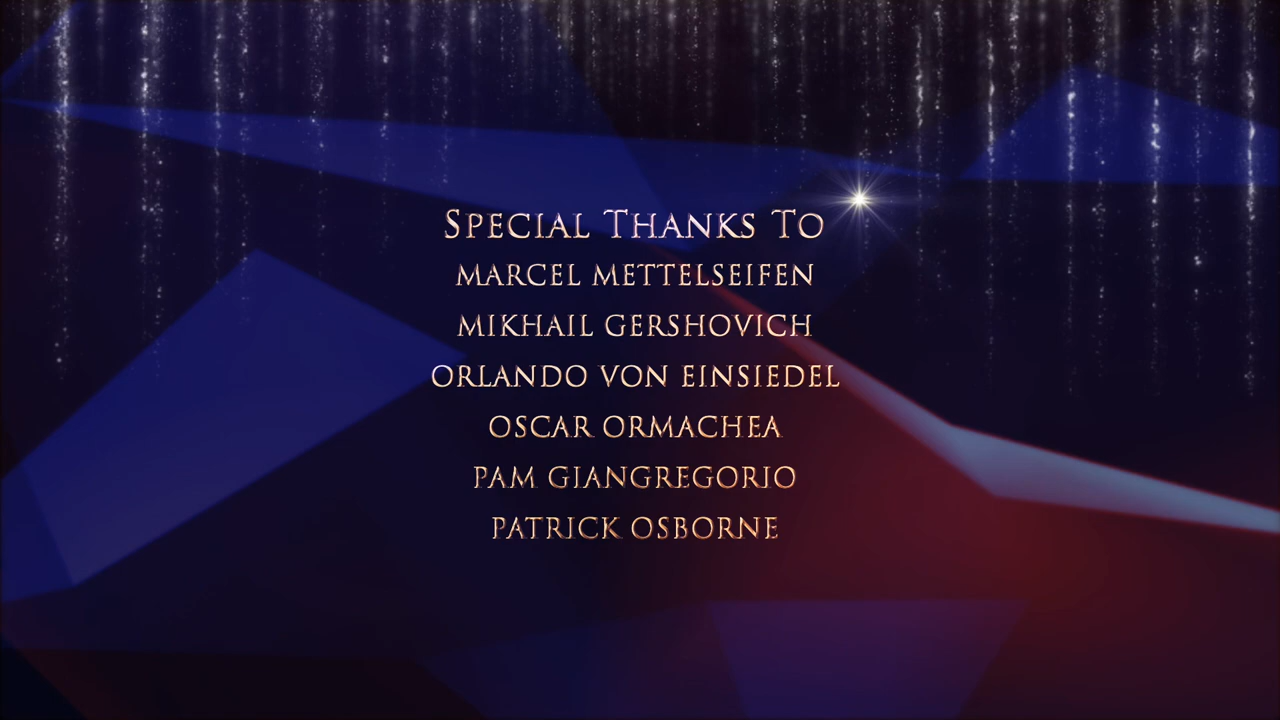 Special Thanks To
MARCEL METTELSEIFEN
MIKHAIL GERSHOVICH
ORLANDO VON EINSIEDEL
OSCAR ORMACHEA
PAM GIANGREGORIO
PATRICK OSBORNE